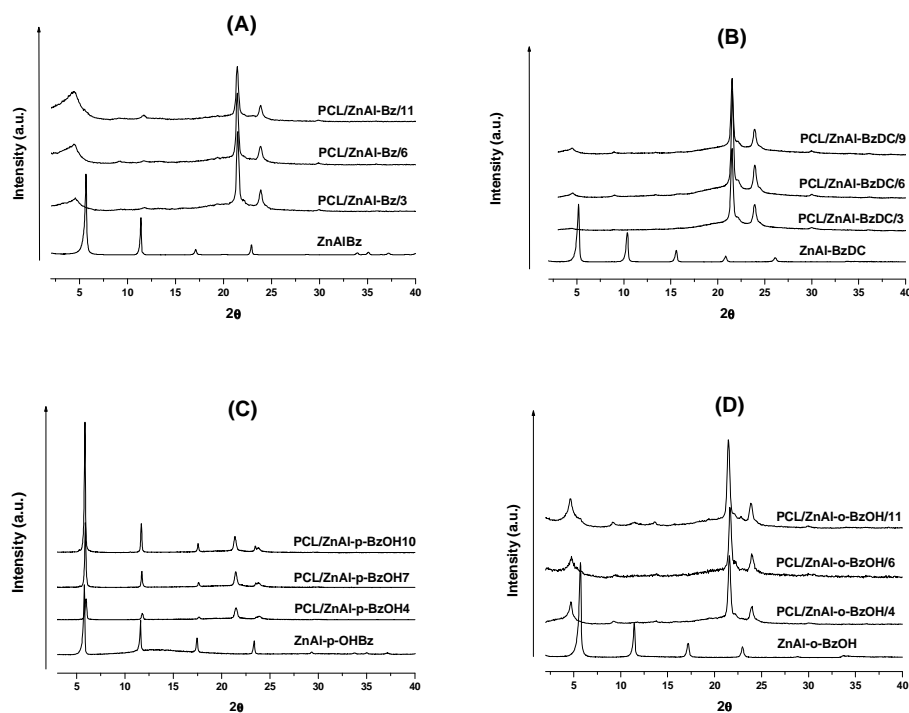 (A)
Intensity (a.u.)
PCL/ZnAl-Bz/11
PCL/ZnAl-Bz/6
PCL/ZnAl-Bz/3
ZnAlBz
5 10 15 20 25 30 35 40
2θ
(B)
Intensity (a.u.)
PCL/ZnAl-BzDC/9
PCL/ZnAl-BzDC/6
PCL/ZnAl-BzDC/3
ZnAl-BzDC
5 10 15 20 25 30 35 40
2θ
(C)
Intensity (a.u.)
PCL/ZnAl-p-BzOH10
PCL/ZnAl-p-BzOH7
PCL/ZnAl-p-BzOH4
ZnAl-p-OHBz
5 10 15 20 25 30 35 40
2θ
(D)
Intensity (a.u.)
PCL/ZnAl-o-BzOH/11
PCL/ZnAl-o-BzOH/6
PCL/ZnAl-o-BzOH/4
ZnAl-o-BzOH
5 10 15 20 25 30 35 40
2θ